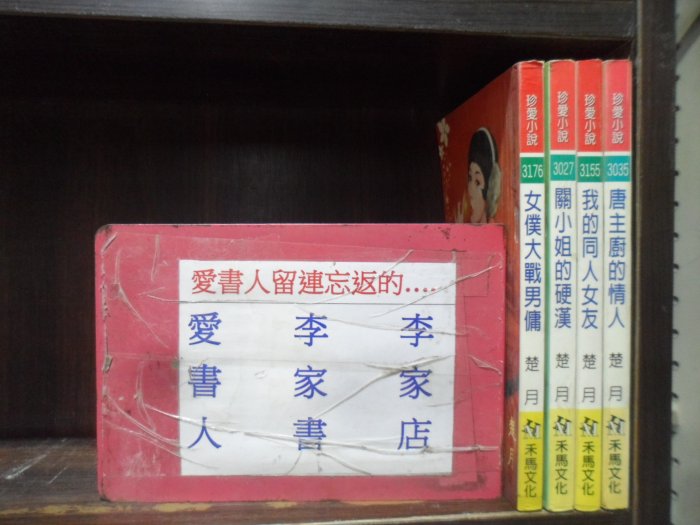 愛書人留連忘返的....
愛 李 李
書 家 家
人 書 店
珍愛小說
3176
女僕大戰男傭
楚月
禾馬文化
珍愛小說
3027
關小姐的硬漢
楚月
禾馬文化
珍愛小說
3155
我的同人女友
楚月
禾馬文化
珍愛小說
3035
唐主廚的情人
楚月
禾馬文化